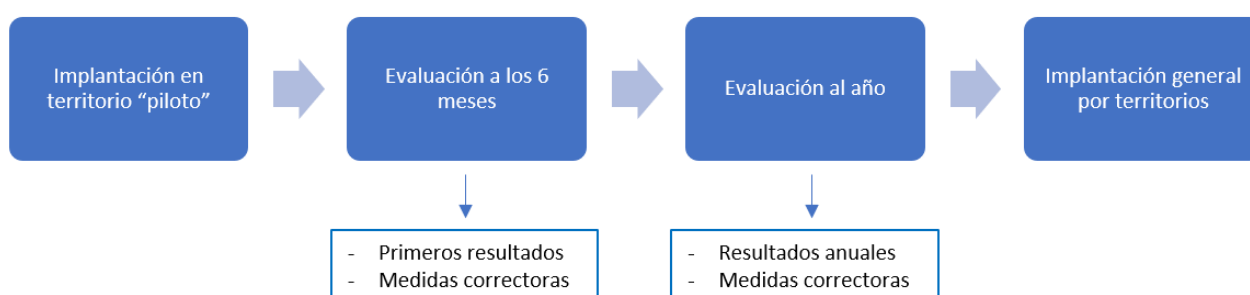 Implantación en
territorio “piloto”
Evaluación a los 6
meses
Evaluación al año
Implantación general
por territorios
- Primeros resultados
- Medidas correctoras
- Resultados anuales
- Medidas correctoras